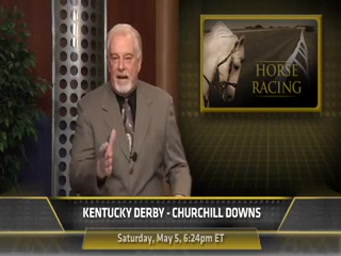 HORSE
RACING
KENTUCKY DERBY - CHURCHILL DOWNS
Saturday, May 5, 6:24pm ET